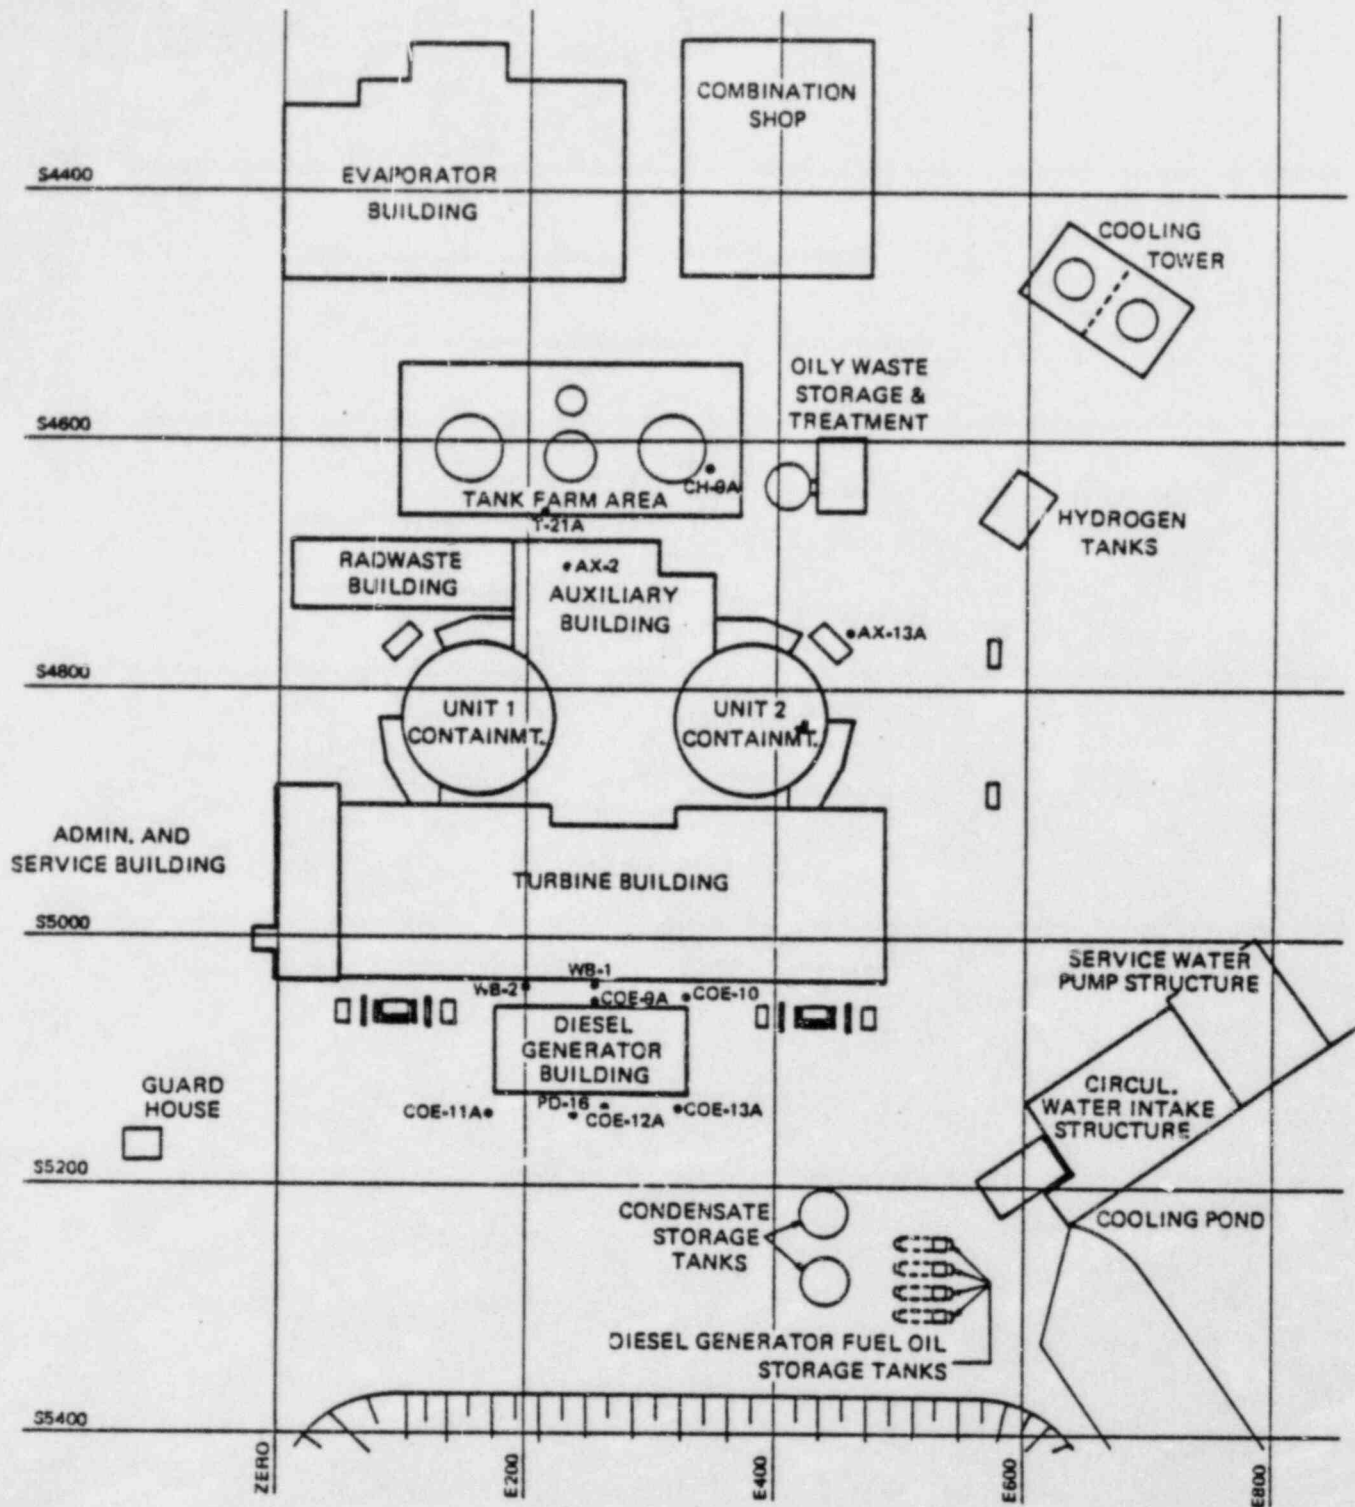 COMBINATION
SHOP
S4400
EVAPORATOR
BUILDING
COOLING
TOWER
OILY WASTE
STORAGE &
TREATMENT
S4600
CH-9A
TANK FARM AREA
T-21A
HYDROGEN
TANKS
RADWASTE
BUILDING
AX-2
AUXILIARY
BUILDING
AX-13A
S4800
UNIT 1
CONTAINMT.
UNIT 2
CONTAINMT.
ADMIN. AND
SERVICE BUILDING
TURBINE BUILDING
S5000
SERVICE WATER
PUMP STRUCTURE
WB-1
WB-2
COE-9A
COE-10
DIESEL
GENERATOR
BUILDING
GUARD
HOUSE
COE-11A
PD-16
COE-12A
COE-13A
CIRCUL.
WATER INTAKE
STRUCTURE
S5200
CONDENSATE
STORAGE
TANKS
COOLING POND
DIESEL GENERATOR FUEL OIL
STORAGE TANKS
S5400
ZERO
E200
E400
E600
E800